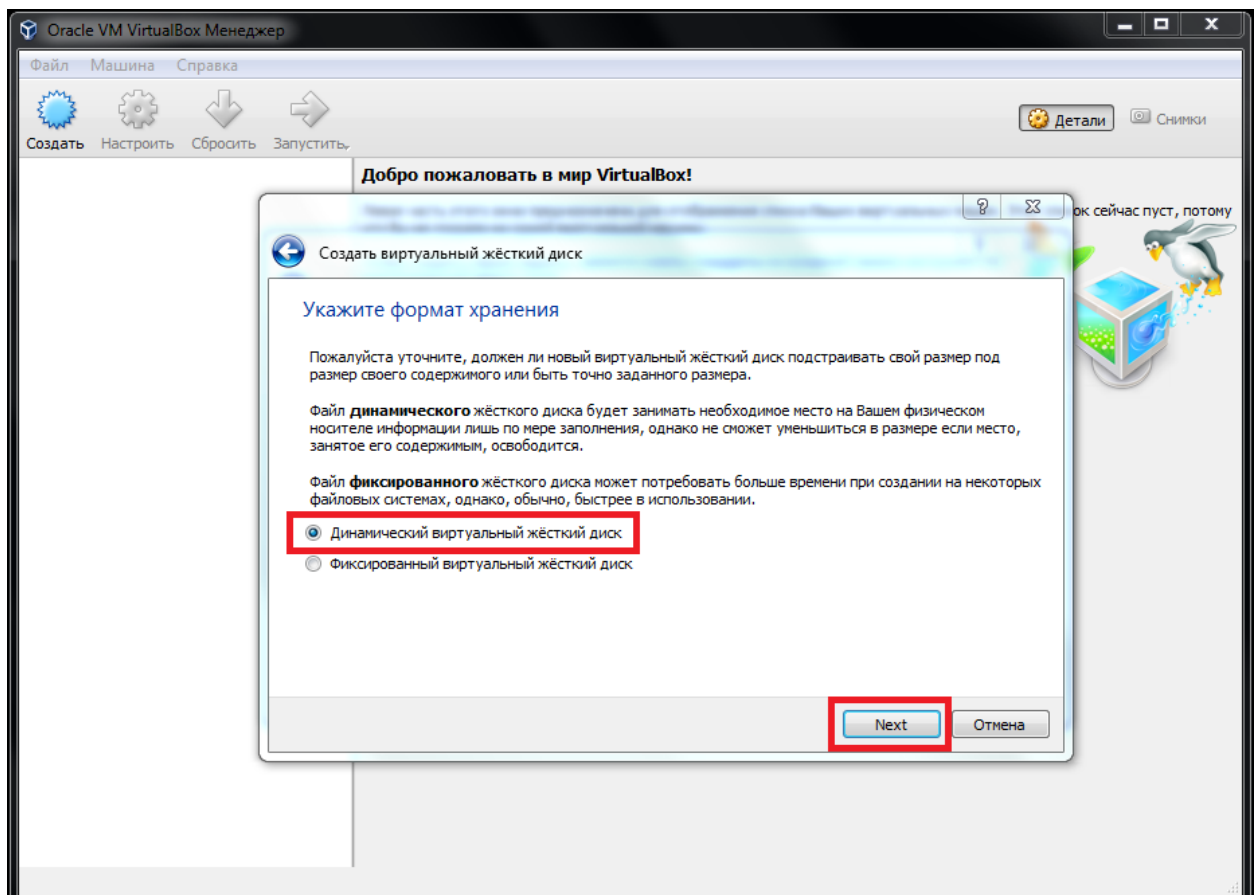 Oracle VM VirtualBox Менеджер
Файл Машина Справка
Создать Настроить Сбросить Запустить
Детали Снимки
Добро пожаловать в мир VirtualBox!
ок сейчас пуст, потому
Создать виртуальный жёсткий диск
Укажите формат хранения
Пожалуйста уточните, должен ли новый виртуальный жёсткий диск подстраивать свой размер под
размер своего содержимого или быть точно заданного размера.
Файл динамического жёсткого диска будет занимать необходимое место на Вашем физическом
носителе информации лишь по мере заполнения, однако не сможет уменьшиться в размере если место,
занятое его содержимым, освободится.
Файл фиксированного жёсткого диска может потребовать больше времени при создании на некоторых
файловых системах, однако, обычно, быстрее в использовании.
Динамический виртуальный жёсткий диск
Фиксированный виртуальный жёсткий диск
Next Отмена